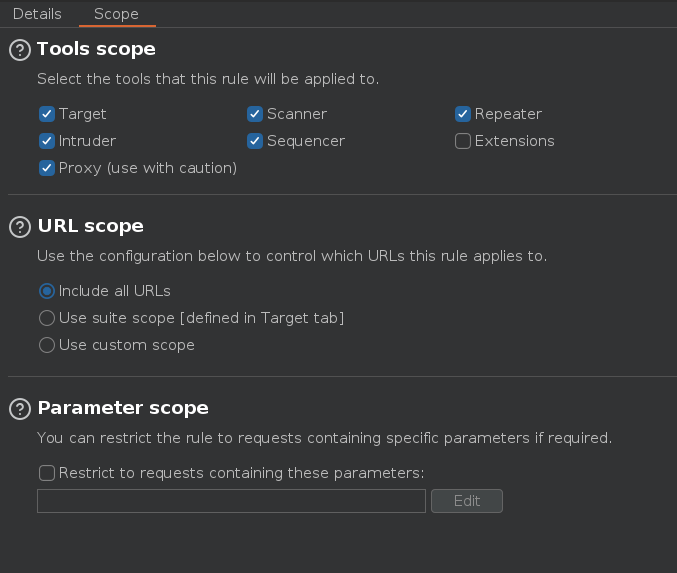 Details Scope
Tools scope
Select the tools that this rule will be applied to.
Target Scanner Repeater
Intruder Sequencer Extensions
Proxy (use with caution)
URL scope
Use the configuration below to control which URLs this rule applies to.
Include all URLs
Use suite scope [defined in Target tab]
Use custom scope
Parameter scope
You can restrict the rule to requests containing specific parameters if required.
Restrict to requests containing these parameters:
Edit